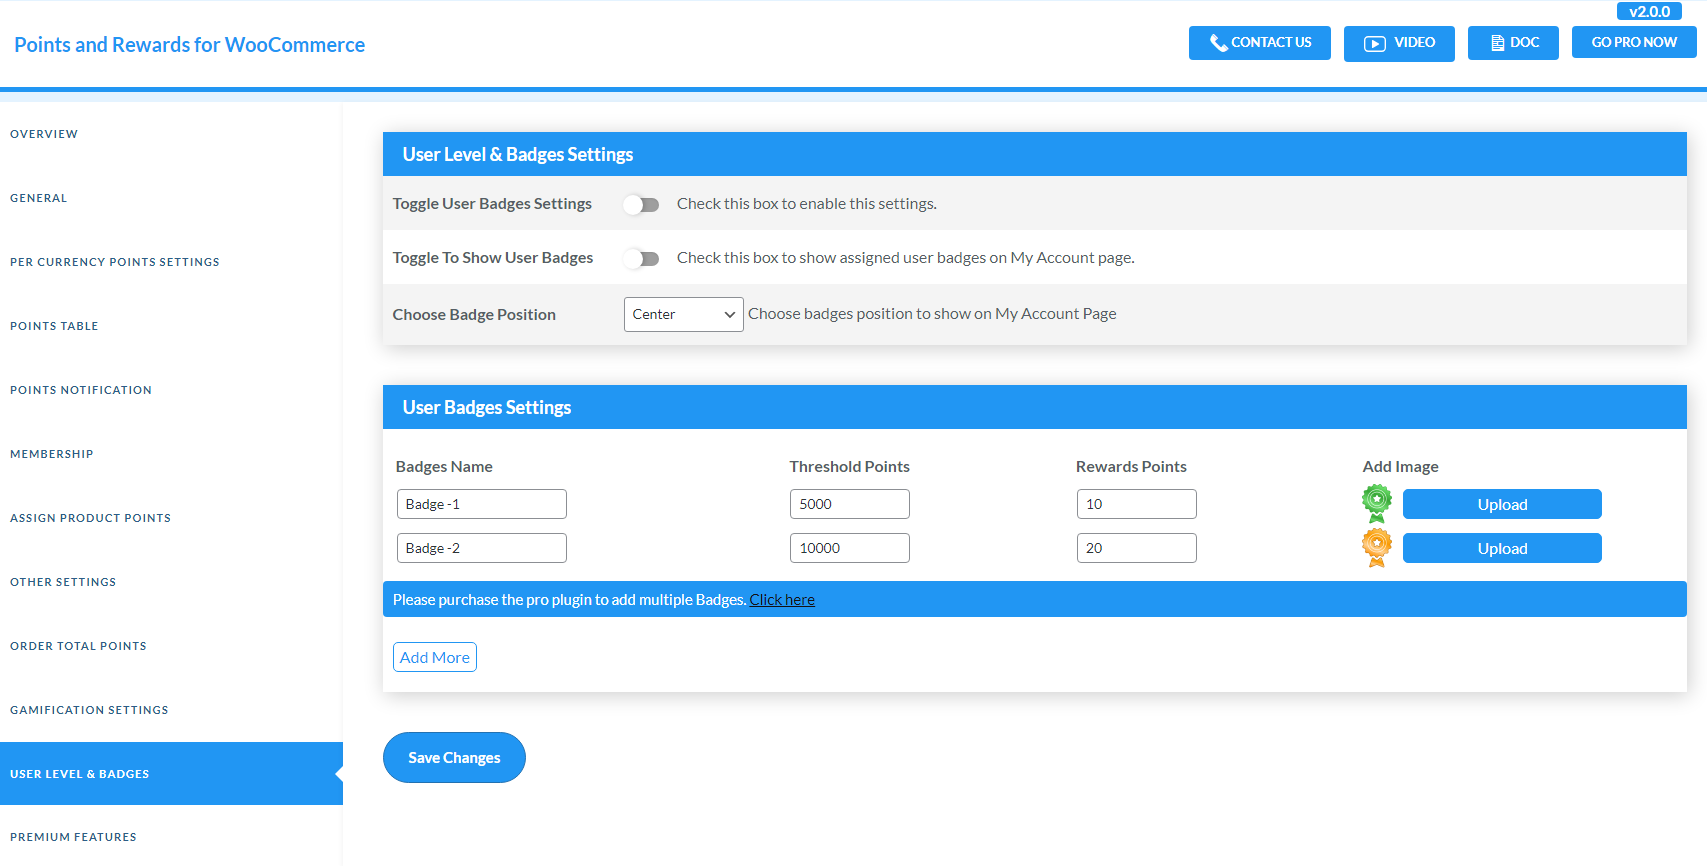 v2.0.0
Points and Rewards for WooCommerce
CONTACT US
VIDEO
DOC
GO PRO NOW
OVERVIEW
GENERAL
PER CURRENCY POINTS SETTINGS
POINTS TABLE
POINTS NOTIFICATION
MEMBERSHIP
ASSIGN PRODUCT POINTS
OTHER SETTINGS
ORDER TOTAL POINTS
GAMIFICATION SETTINGS
USER LEVEL & BADGES
PREMIUM FEATURES
User Level & Badges Settings
Toggle User Badges Settings Check this box to enable this settings.
Toggle To Show User Badges Check this box to show assigned user badges on My Account page.
Choose Badge Position Center Choose badges position to show on My Account Page
User Badges Settings
Badges Name Threshold Points Rewards Points Add Image
Badge -1 5000 10 Upload
Badge -2 10000 20 Upload
Please purchase the pro plugin to add multiple Badges. Click here
Add More
Save Changes